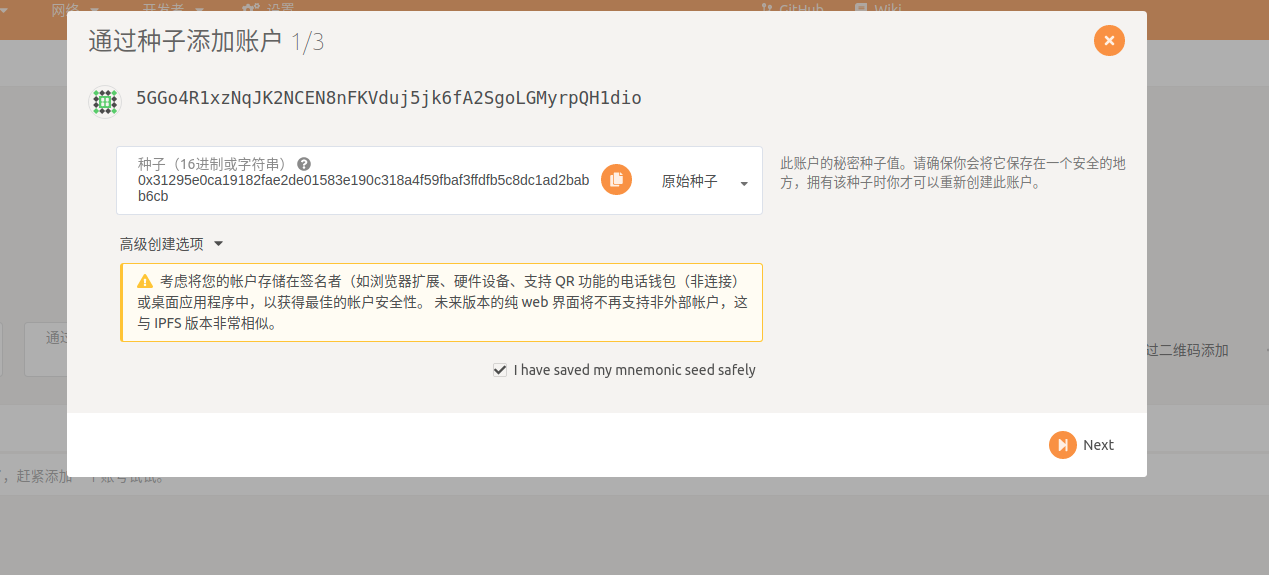 网络 开发者 设置 GitHub Wiki
通过种子添加账户 1/3
5GGo4R1xzNqJK2NCEN8nFKVduj5jk6fA2SgoLGMyrpQH1dio
种子（16进制或字符串）
0x31295e0ca19182fae2de01583e190c318a4f59fbaf3ffdfb5c8dc1ad2bab
b6cb
原始种子
此账户的秘密种子值。请确保你会将它保存在一个安全的地
方，拥有该种子时你才可以重新创建此账户。
高级创建选项
考虑将您的帐户存储在签名者（如浏览器扩展、硬件设备、支持 QR 功能的电话钱包（非连接）
或桌面应用程序中，以获得最佳的帐户安全性。 未来版本的纯 web 界面将不再支持非外部帐户，这
与 IPFS 版本非常相似。
通过
过二维码添加
I have saved my mnemonic seed safely
Next
，赶紧添加一个账号试试。